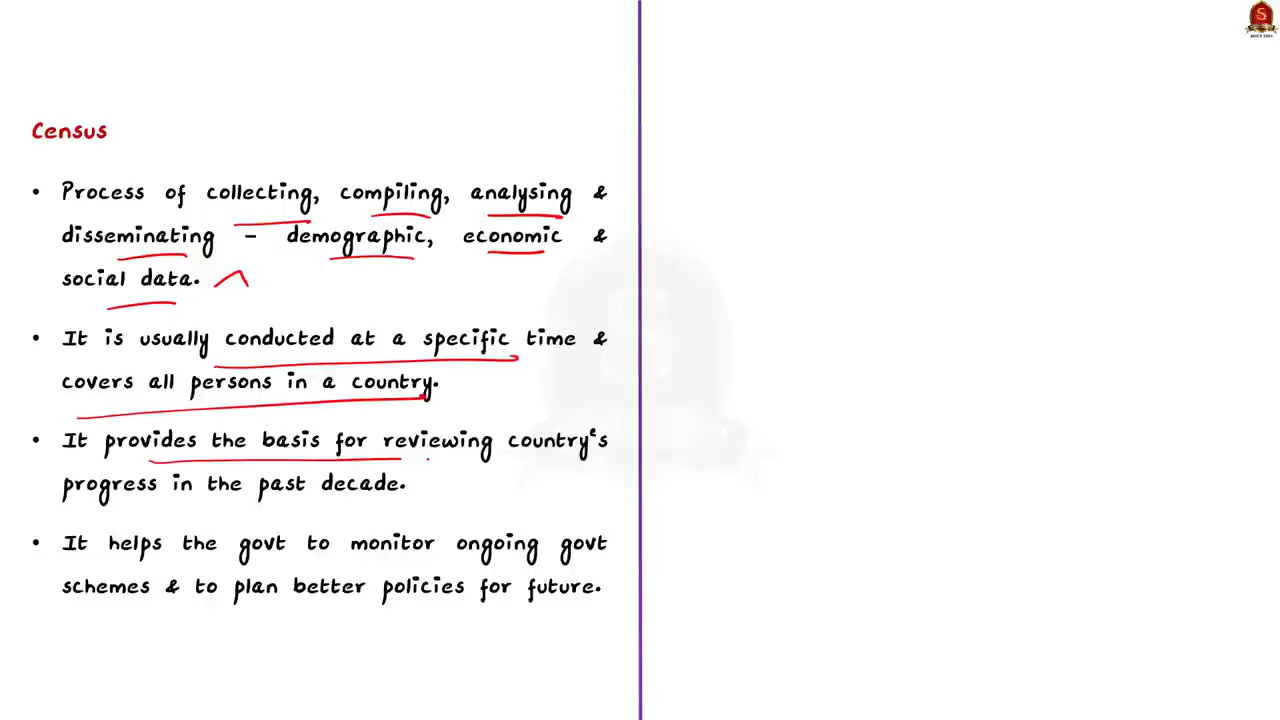 Census
• Process of collecting, compiling, analysing &
disseminating - demographic, economic &
social data.
• It is usually conducted at a specific time &
covers all persons in a country.
• It provides the basis for reviewing country's
progress in the past decade.
• It helps the govt to monitor ongoing govt
schemes & to plan better policies for future.
S